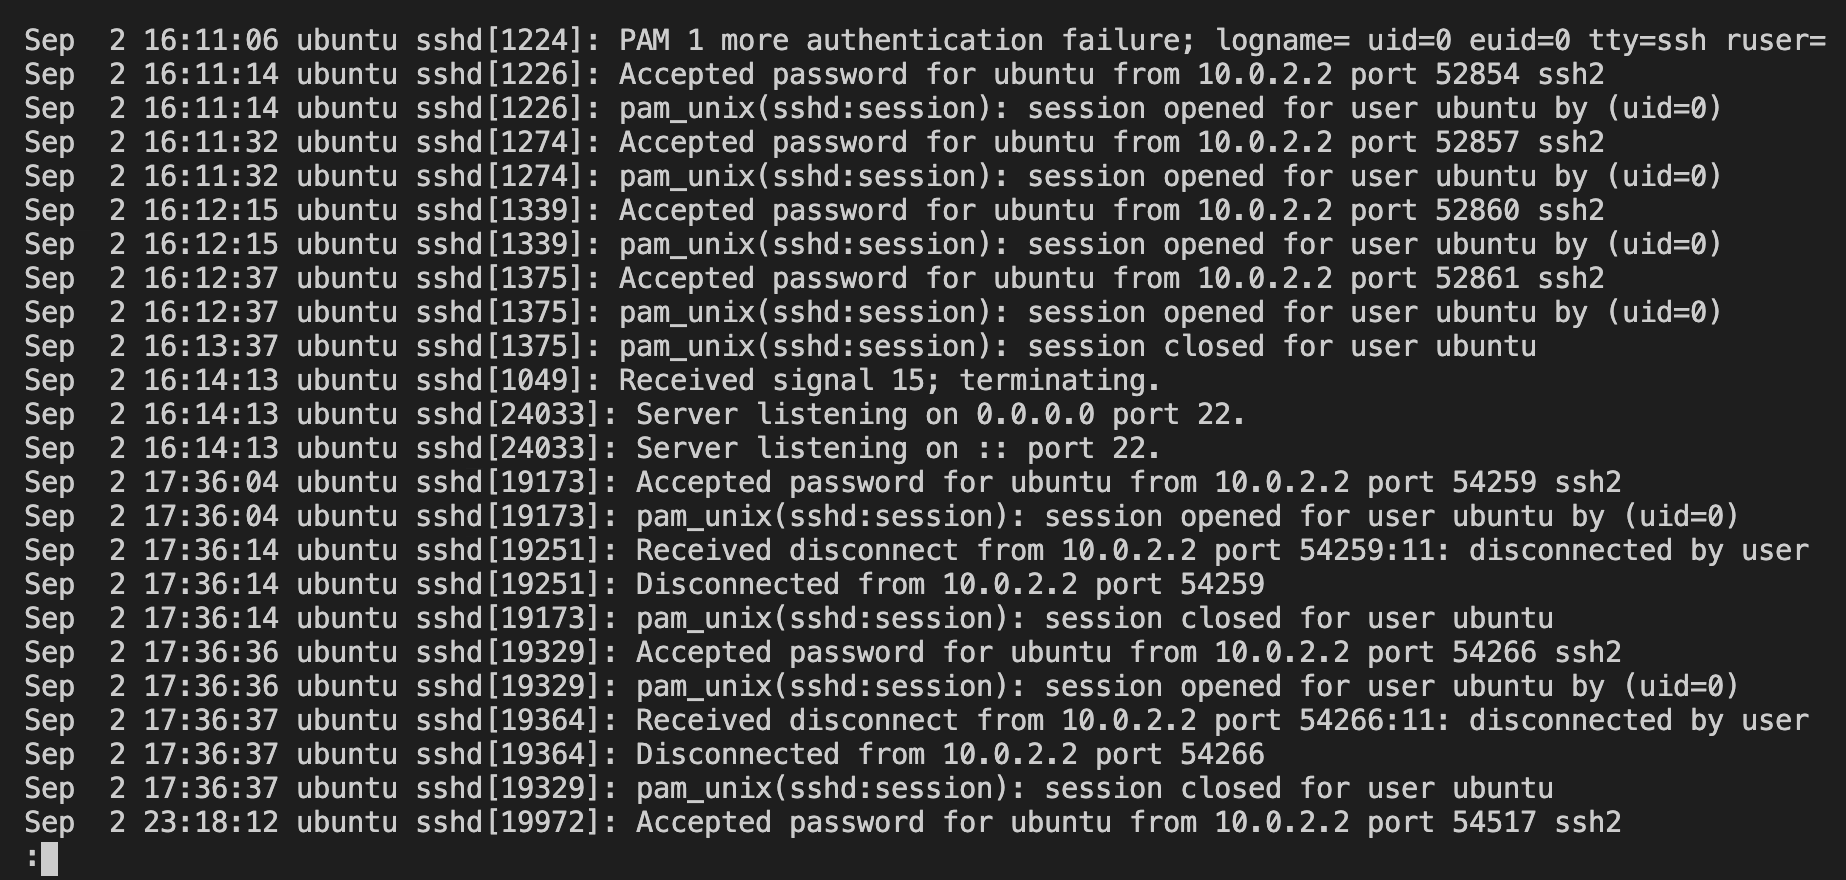 Sep  2 16:11:06 ubuntu sshd[1224]: PAM 1 more authentication failure; logname= uid=0 euid=0 tty=ssh ruser=
Sep  2 16:11:14 ubuntu sshd[1226]: Accepted password for ubuntu from 10.0.2.2 port 52854 ssh2
Sep  2 16:11:14 ubuntu sshd[1226]: pam_unix(sshd:session): session opened for user ubuntu by (uid=0)
Sep  2 16:11:32 ubuntu sshd[1274]: Accepted password for ubuntu from 10.0.2.2 port 52857 ssh2
Sep  2 16:11:32 ubuntu sshd[1274]: pam_unix(sshd:session): session opened for user ubuntu by (uid=0)
Sep  2 16:12:15 ubuntu sshd[1339]: Accepted password for ubuntu from 10.0.2.2 port 52860 ssh2
Sep  2 16:12:15 ubuntu sshd[1339]: pam_unix(sshd:session): session opened for user ubuntu by (uid=0)
Sep  2 16:12:37 ubuntu sshd[1375]: Accepted password for ubuntu from 10.0.2.2 port 52861 ssh2
Sep  2 16:12:37 ubuntu sshd[1375]: pam_unix(sshd:session): session opened for user ubuntu by (uid=0)
Sep  2 16:13:37 ubuntu sshd[1375]: pam_unix(sshd:session): session closed for user ubuntu
Sep  2 16:14:13 ubuntu sshd[1049]: Received signal 15; terminating.
Sep  2 16:14:13 ubuntu sshd[24033]: Server listening on 0.0.0.0 port 22.
Sep  2 16:14:13 ubuntu sshd[24033]: Server listening on :: port 22.
Sep  2 17:36:04 ubuntu sshd[19173]: Accepted password for ubuntu from 10.0.2.2 port 54259 ssh2
Sep  2 17:36:04 ubuntu sshd[19173]: pam_unix(sshd:session): session opened for user ubuntu by (uid=0)
Sep  2 17:36:14 ubuntu sshd[19251]: Received disconnect from 10.0.2.2 port 54259:11: disconnected by user
Sep  2 17:36:14 ubuntu sshd[19251]: Disconnected from 10.0.2.2 port 54259
Sep  2 17:36:14 ubuntu sshd[19173]: pam_unix(sshd:session): session closed for user ubuntu
Sep  2 17:36:36 ubuntu sshd[19329]: Accepted password for ubuntu from 10.0.2.2 port 54266 ssh2
Sep  2 17:36:36 ubuntu sshd[19329]: pam_unix(sshd:session): session opened for user ubuntu by (uid=0)
Sep  2 17:36:37 ubuntu sshd[19364]: Received disconnect from 10.0.2.2 port 54266:11: disconnected by user
Sep  2 17:36:37 ubuntu sshd[19364]: Disconnected from 10.0.2.2 port 54266
Sep  2 17:36:37 ubuntu sshd[19329]: pam_unix(sshd:session): session closed for user ubuntu
Sep  2 23:18:12 ubuntu sshd[19972]: Accepted password for ubuntu from 10.0.2.2 port 54517 ssh2
: